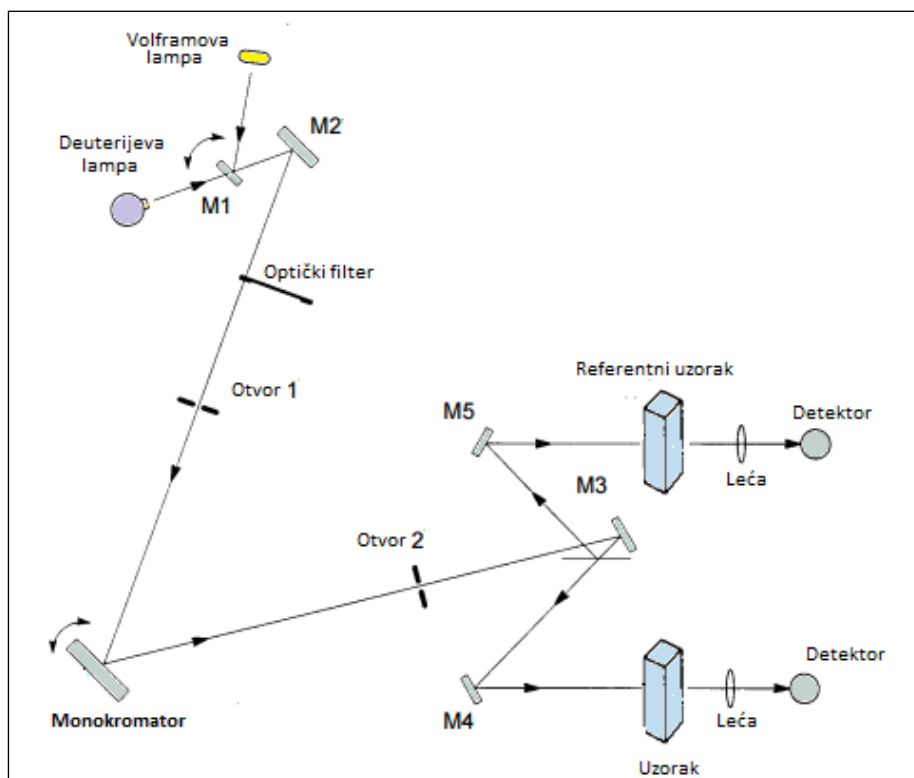 Volframova
lampa
M2
Deuterijeva
lampa
M1
Optički filter
Otvor 1
Referentni uzorak
M5
Detektor
M3
Leća
Otvor 2
Detektor
M4
Leća
Monokromator
Uzorak